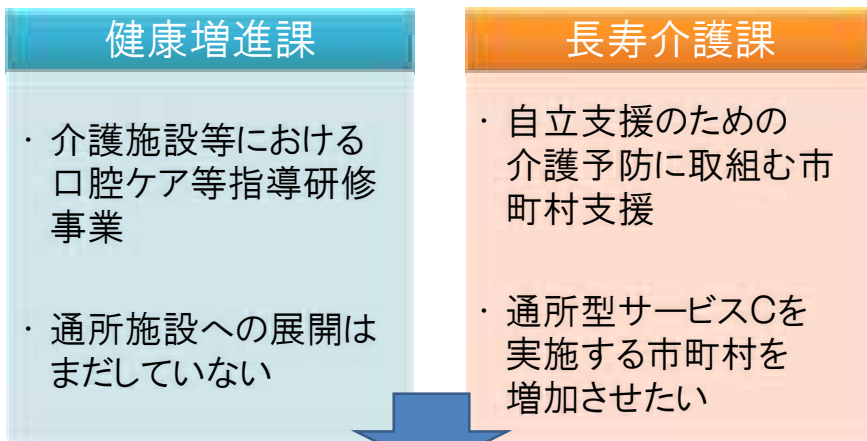 健康増進課
・介護施設等における
口腔ケア等指導研修
事業
・通所施設への展開は
まだしていない
長寿介護課
・自立支援のための
介護予防に取組む市
町村支援
・通所型サービスCを
実施する市町村を
増加させたい